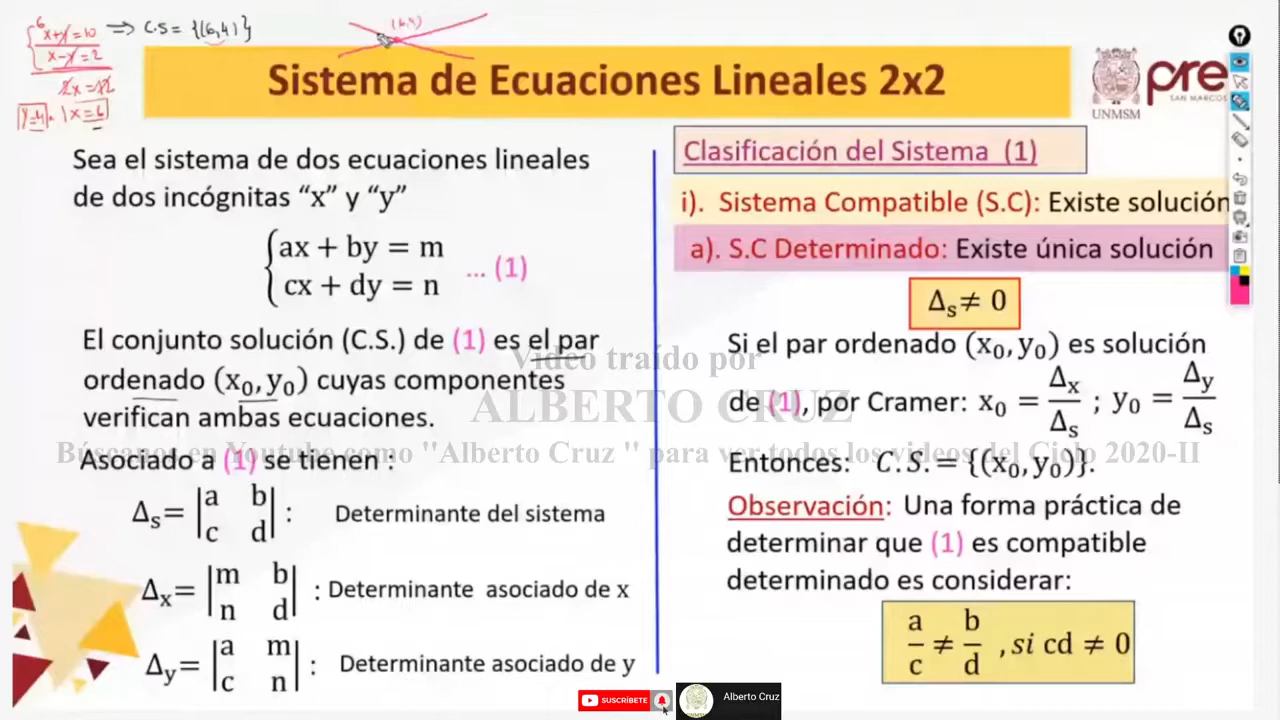 x+y=10 ⇒ C.S = {(6,4)}
6
x-y=2
2x=12
y=4 1x=6
(6,4)
Sistema de Ecuaciones Lineales 2x2
UNMSM
pre
SAN MARCOS
Sea el sistema de dos ecuaciones lineales
de dos incógnitas “x” y “y”
ax + by = m
cx + dy = n
... (1)
El conjunto solución (C.S.) de (1) es el par
ordenado (x₀, y₀) cuyas componentes
verifican ambas ecuaciones.
Asociado a (1) se tienen :
Δs= |a b| : Determinante del sistema
|c d|
Δx= |m b| : Determinante asociado de x
|n d|
Δy= |a m| : Determinante asociado de y
|c n|
Clasificación del Sistema (1)
i). Sistema Compatible (S.C): Existe solución
a). S.C Determinado: Existe única solución
Δs ≠ 0
Si el par ordenado (x₀, y₀) es solución
de (1), por Cramer: x₀ = Δx/Δs ; y₀ = Δy/Δs
Entonces: C.S. = {(x₀, y₀)}.
Observación: Una forma práctica de
determinar que (1) es compatible
determinado es considerar:
a/c ≠ b/d , si cd ≠ 0
Video traído por
ALBERTO CRUZ
Búscanos en Youtube como "Alberto Cruz " para ver todos los videos del Ciclo 2020-II
SUSCRÍBETE
UNMSM
Alberto Cruz